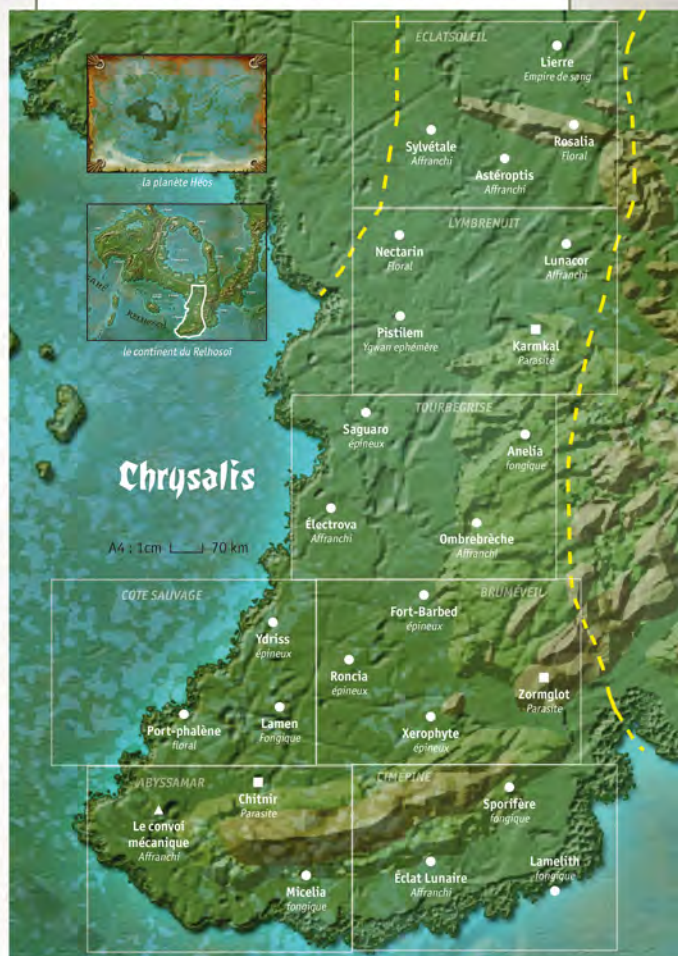 ÉCLATSOLEIL
Lierre
Empire de sang
Sylvétale
Affranchi
Rosalia
Floral
Astéroptis
Affranchi
la planète Héos
LYMBRENUIT
Nectarin
Floral
Lunacor
Affranchi
le continent du Relhosoï
Pistilem
Ygwan ephémère
Karmkal
Parasite
TOURBEGRISE
Saguaro
épineux
Anelia
fongique
Chrysalis
Électrova
Affranchi
Ombrebrèche
Affranchi
A4 : 1cm 70 km
COTE SAUVAGE
BRUMÉVEIL
Fort-Barbed
épineux
Ydriss
épineux
Roncia
épineux
Zormglot
Parasite
Port-phalène
floral
Lamen
Fongique
Xerophyte
épineux
ABYSSAMAR
CIMEPINE
Chitnir
Parasite
Sporifère
fongique
Le convoi
mécanique
Affranchi
Micelia
fongique
Éclat Lunaire
Affranchi
Lamelith
fongique